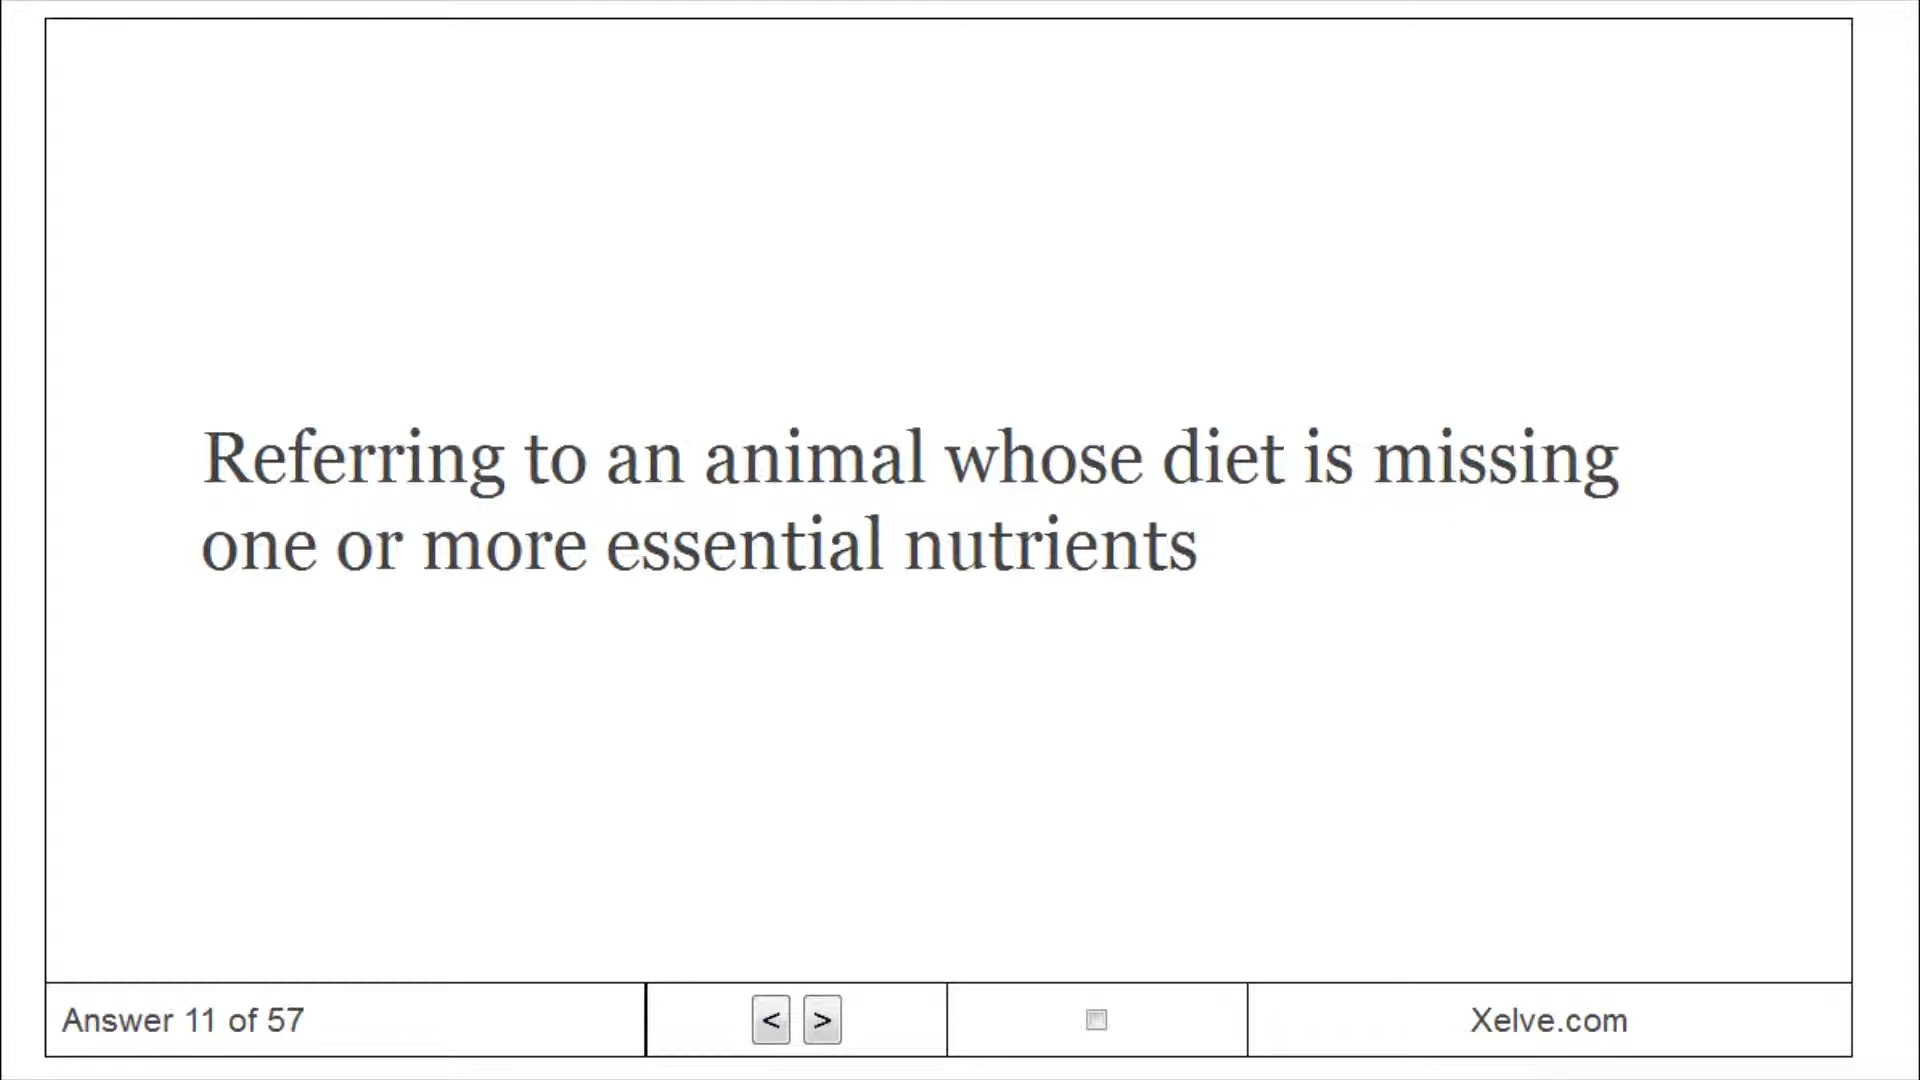 Referring to an animal whose diet is missing
one or more essential nutrients
Answer 11 of 57
<
>
Xelve.com